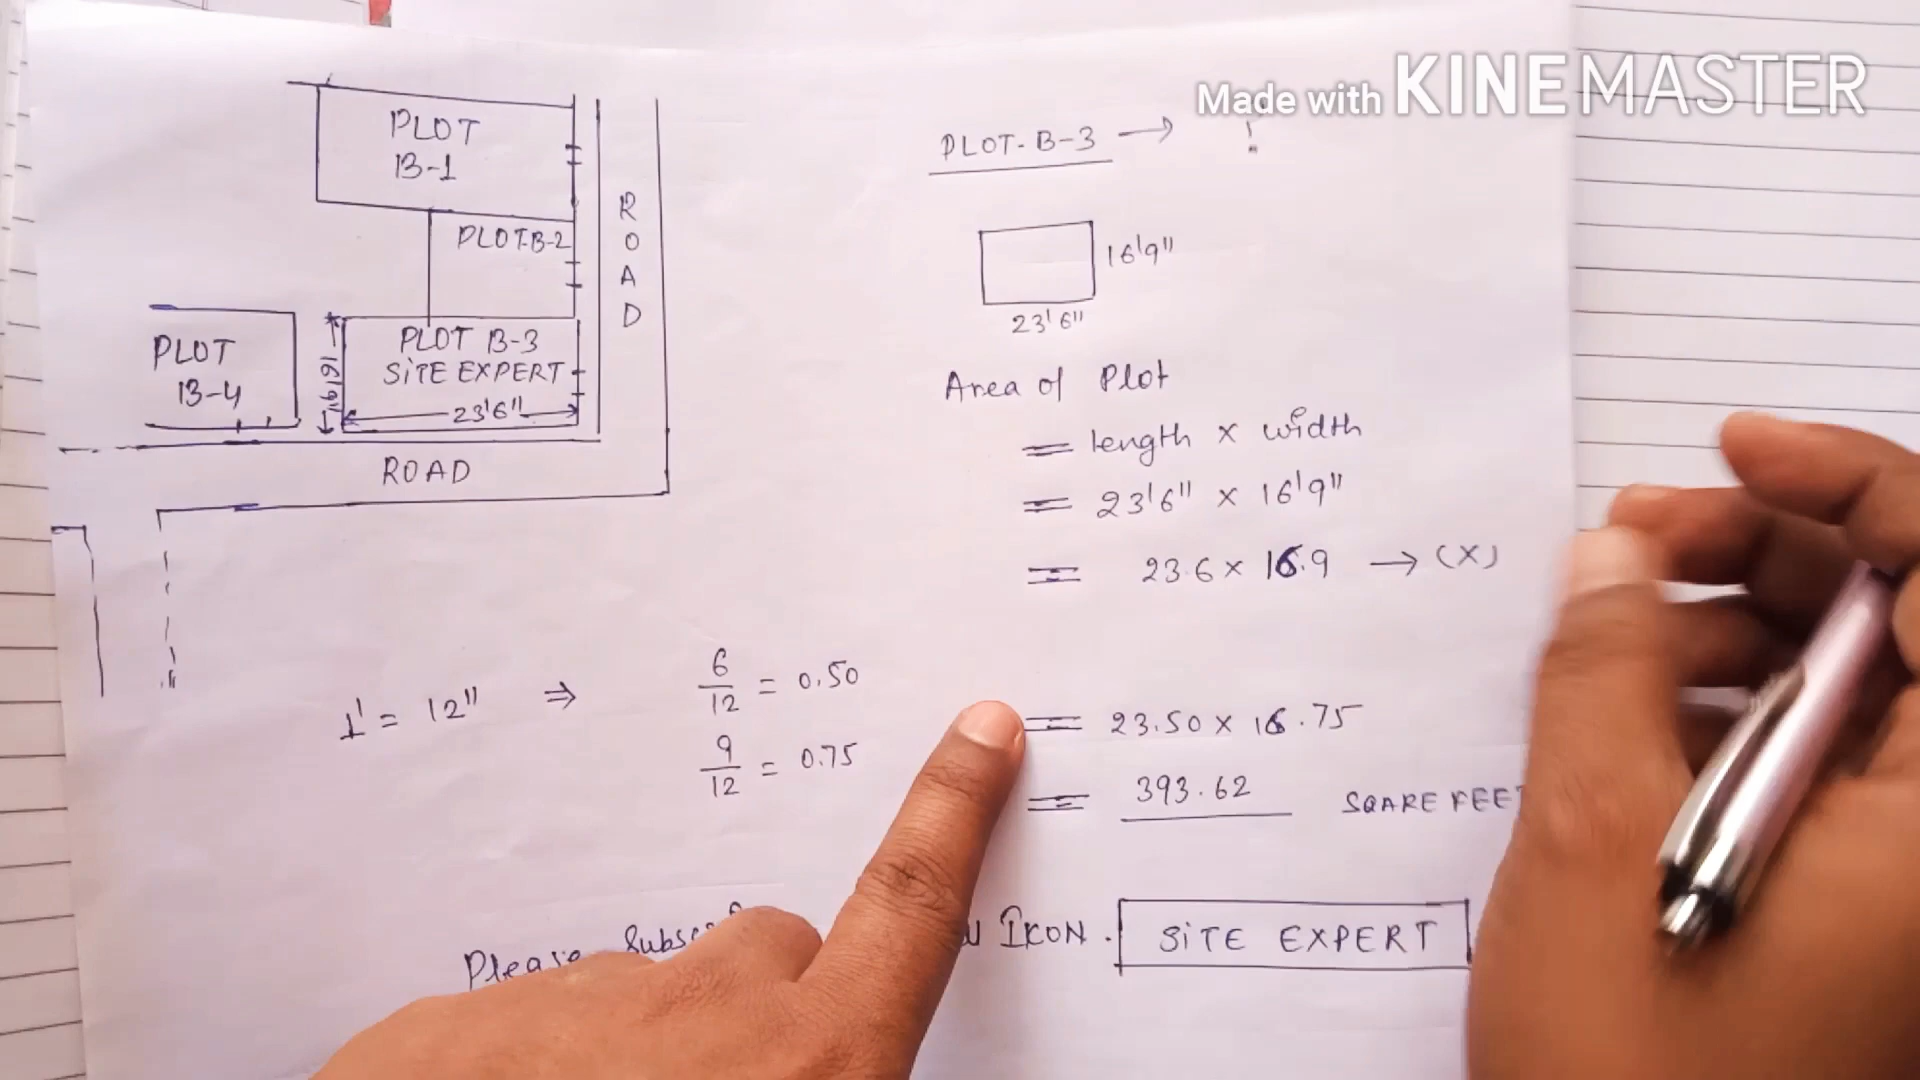 Made with KINEMASTER
PLOT
B-1
PLOT-B-2
PLOT B-3
SITE EXPERT
16'9"
23'6"
PLOT
B-4
ROAD
ROAD
PLOT-B-3 →
16'9"
23'6"
Area of Plot
= length × width
= 23'6" × 16'9"
= 23.6 × 16.9 → (X)
1' = 12" ⇒
6/12 = 0.50
9/12 = 0.75
= 23.50 × 16.75
= 393.62 SQARE FEET
Please IKON.
SITE EXPERT